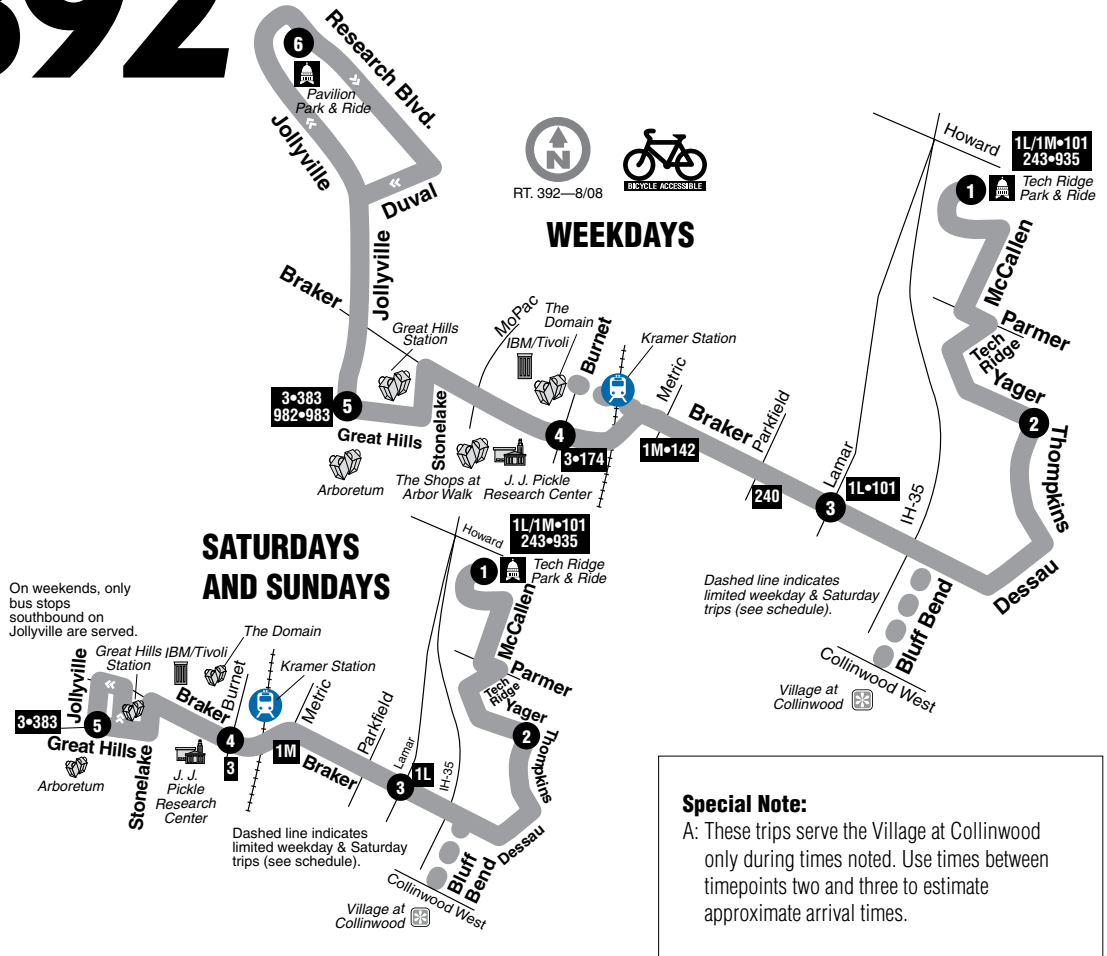 392
Research Blvd.
6
Pavilion
Park & Ride
Jollyville
Duval
N
RT. 392—8/08
BICYCLE ACCESSIBLE
WEEKDAYS
Howard
1L/1M•101
243•935
1
Tech Ridge
Park & Ride
McCallen
Parmer
Tech
Ridge
Yager
2
Thompkins
Dessau
Braker
Jollyville
Great Hills
Station
MoPac
The
Domain
IBM/Tivoli
Burnet
Kramer Station
Metric
Braker
Parkfield
Lamar
IH-35
3•383
982•983
5
Great Hills
Stonelake
4
3•174
1M•142
240
3
1L•101
Arboretum
The Shops at
Arbor Walk
J. J. Pickle
Research Center
Dashed line indicates
limited weekday & Saturday
trips (see schedule).
Bluff Bend
Collinwood West
Village at
Collinwood
SATURDAYS
AND SUNDAYS
On weekends, only
bus stops
southbound on
Jollyville are served.
Howard
1L/1M•101
243•935
1
Tech Ridge
Park & Ride
McCallen
Parmer
Tech
Ridge
Yager
2
Thompkins
Dessau
Jollyville
Great Hills
Station
IBM/Tivoli
The Domain
Braker
Burnet
Kramer Station
Metric
Parkfield
Lamar
IH-35
3•383
5
Great Hills
Stonelake
4
3
1M
Braker
3
1L
Arboretum
J. J.
Pickle
Research
Center
Dashed line indicates
limited weekday & Saturday
trips (see schedule).
Bluff
Bend
Collinwood West
Village at
Collinwood
Special Note:
A: These trips serve the Village at Collinwood
only during times noted. Use times between
timepoints two and three to estimate
approximate arrival times.